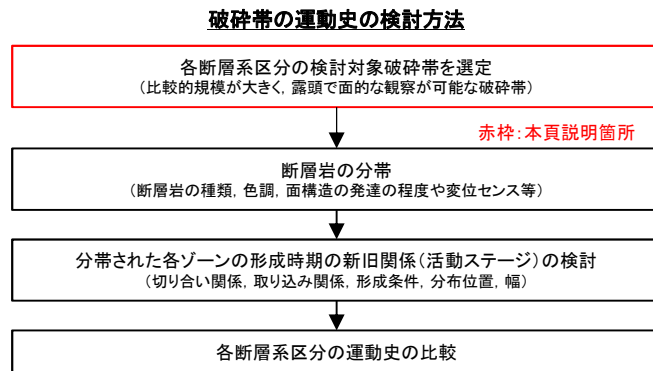 破砕帯の運動史の検討方法
各断層系区分の検討対象破砕帯を選定
(比較的規模が大きく, 露頭で面的な観察が可能な破砕帯)
赤枠:本頁説明箇所
断層岩の分帯
(断層岩の種類, 色調, 面構造の発達の程度や変位センス等)
分帯された各ゾーンの形成時期の新旧関係(活動ステージ)の検討
(切り合い関係, 取り込み関係, 形成条件, 分布位置, 幅)
各断層系区分の運動史の比較